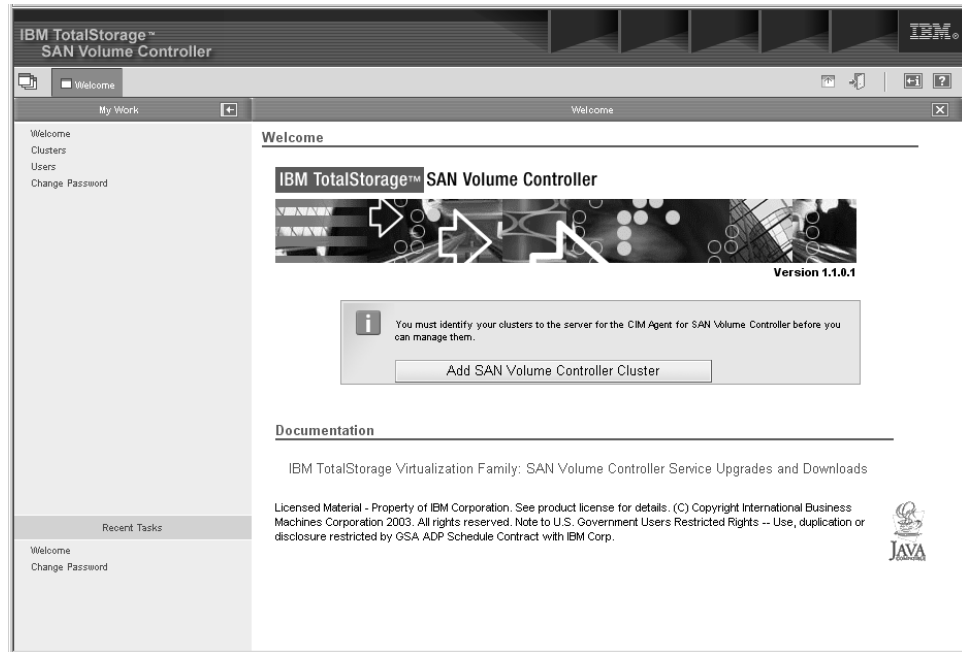 IBM TotalStorage™
SAN Volume Controller
IBM®
Welcome
My Work
Welcome
Welcome
Clusters
Users
Change Password
Welcome
IBM TotalStorage™ SAN Volume Controller
Version 1.1.0.1
You must identify your clusters to the server for the CIM Agent for SAN Volume Controller before you
can manage them.
Add SAN Volume Controller Cluster
Documentation
IBM TotalStorage Virtualization Family: SAN Volume Controller Service Upgrades and Downloads
Licensed Material - Property of IBM Corporation. See product license for details. (C) Copyright International Business
Machines Corporation 2003. All rights reserved. Note to U.S. Government Users Restricted Rights -- Use, duplication or
disclosure restricted by GSA ADP Schedule Contract with IBM Corp.
JAVA
COMPATIBLE
Recent Tasks
Welcome
Change Password